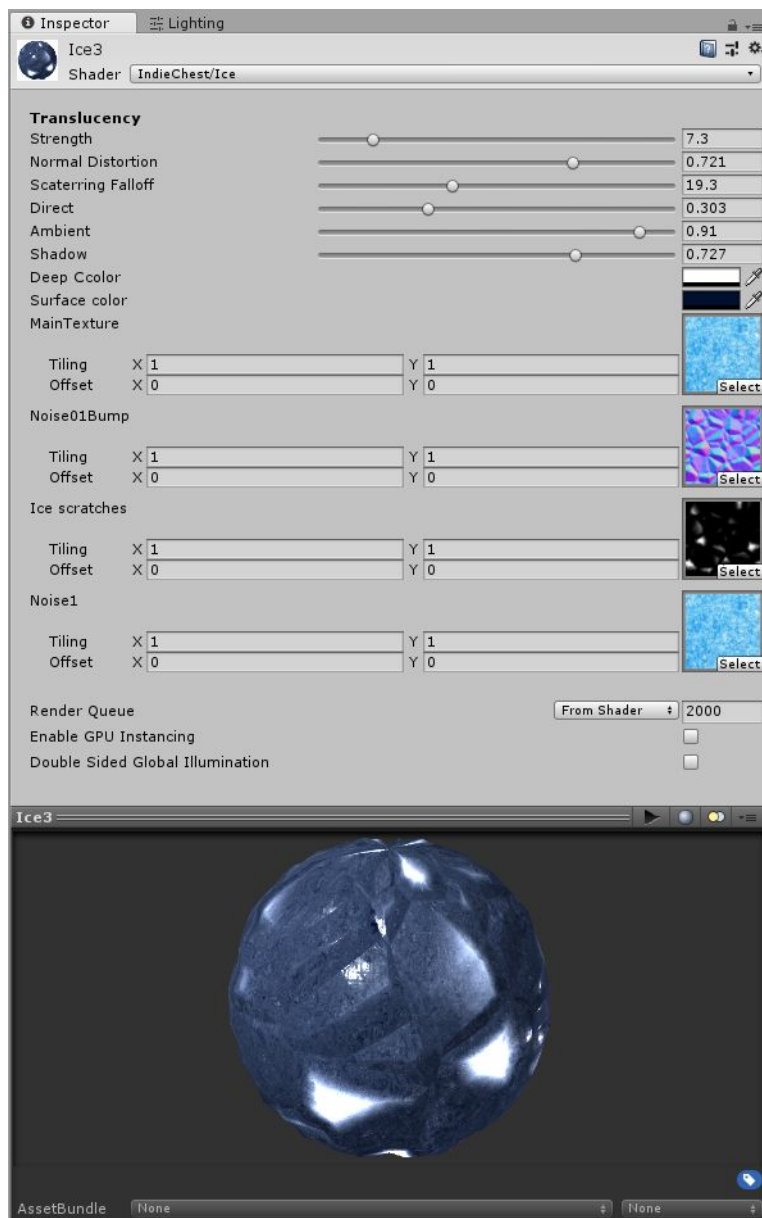 Inspector Lighting
Ice3
Shader IndieChest/Ice
Translucency
Strength 7.3
Normal Distortion 0.721
Scaterring Falloff 19.3
Direct 0.303
Ambient 0.91
Shadow 0.727
Deep Ccolor
Surface color
MainTexture
Tiling X 1 Y 1
Offset X 0 Y 0 Select
Noise01Bump
Tiling X 1 Y 1
Offset X 0 Y 0 Select
Ice scratches
Tiling X 1 Y 1
Offset X 0 Y 0 Select
Noise1
Tiling X 1 Y 1
Offset X 0 Y 0 Select
Render Queue From Shader 2000
Enable GPU Instancing
Double Sided Global Illumination
Ice3
AssetBundle None None